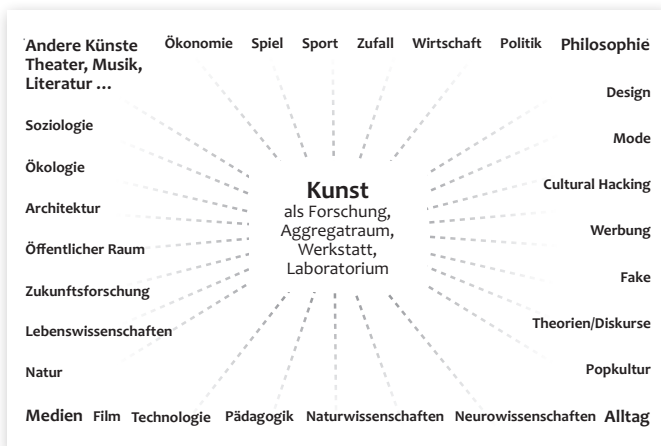 Andere Künste Ökonomie Spiel Sport Zufall Wirtschaft Politik Philosophie
Theater, Musik,
Literatur ...
Design
Soziologie
Mode
Ökologie
Kunst
Cultural Hacking
als Forschung,
Architektur
Aggregatraum,
Werbung
Werkstatt,
Öffentlicher Raum
Laboratorium
Fake
Zukunftsforschung
Theorien/Diskurse
Lebenswissenschaften
Popkultur
Natur
Medien Film Technologie Pädagogik Naturwissenschaften Neurowissenschaften Alltag